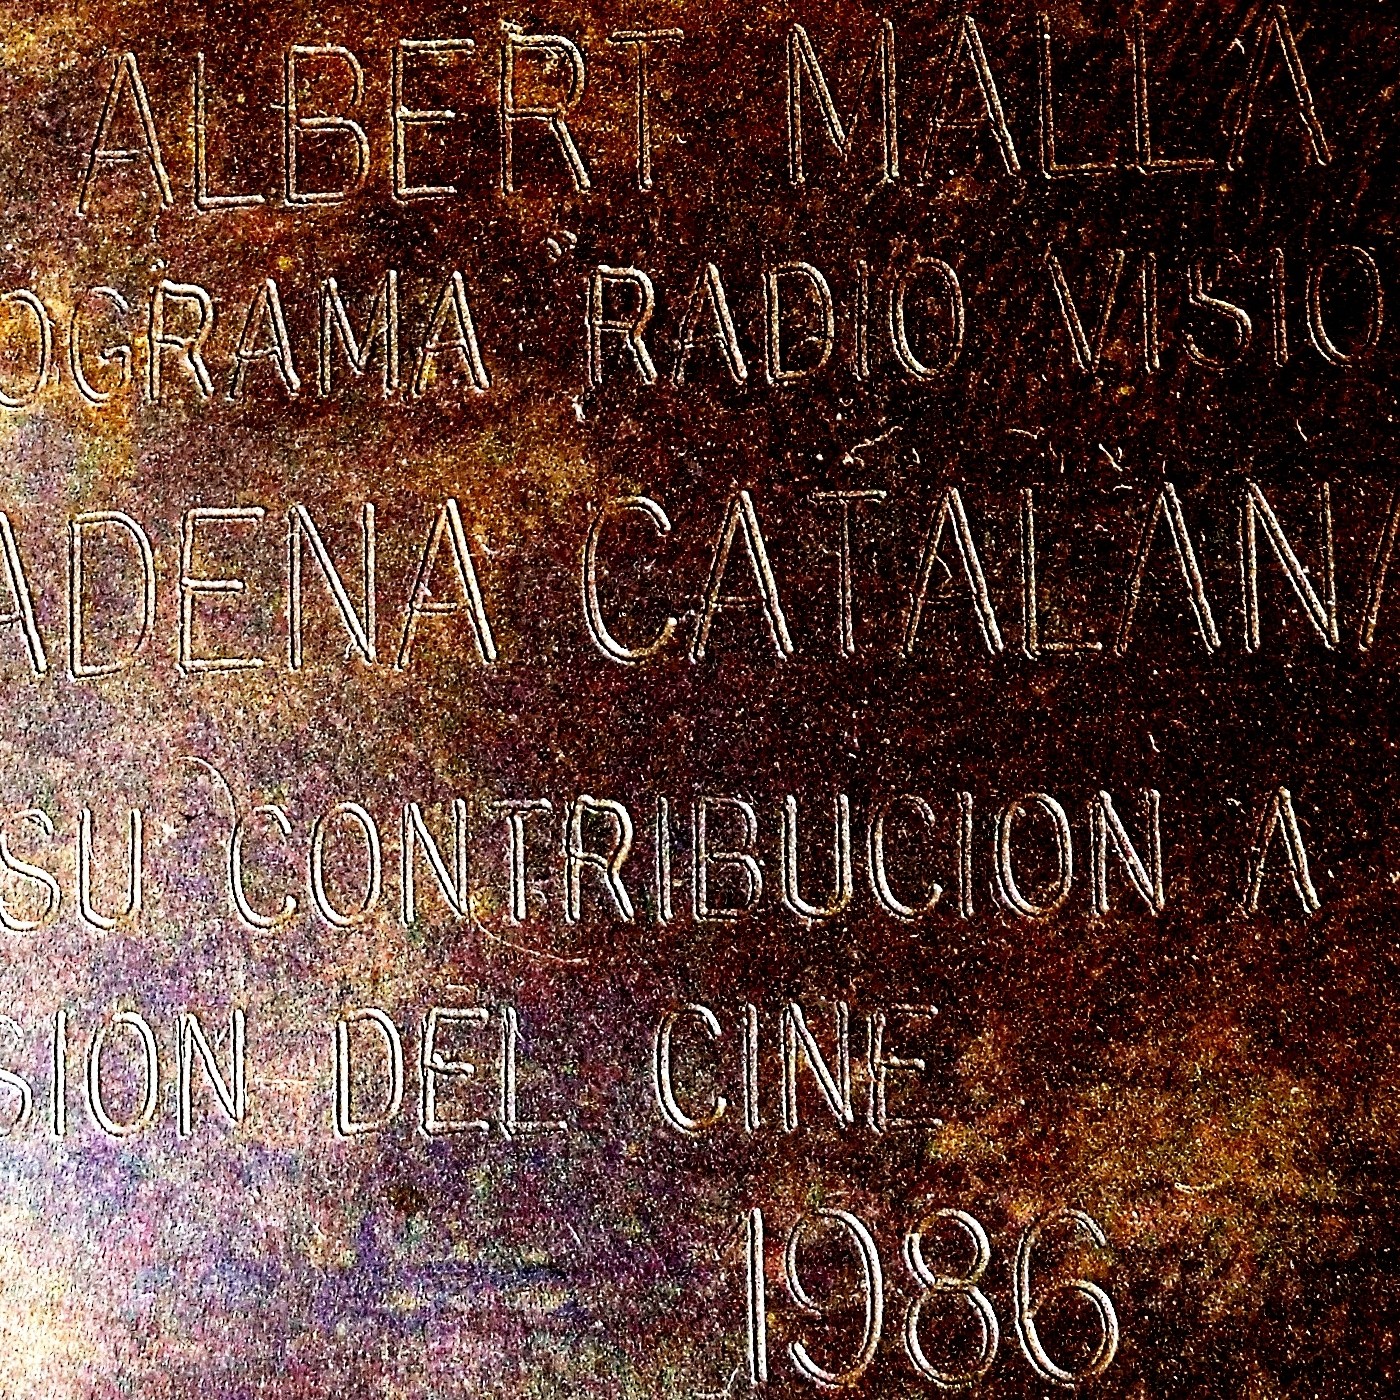 ALBERT MALLA
OGRAMA RADIO VISIO
ADENA CATALANA
SU CONTRIBUCION A
SION DEL CINE
1986